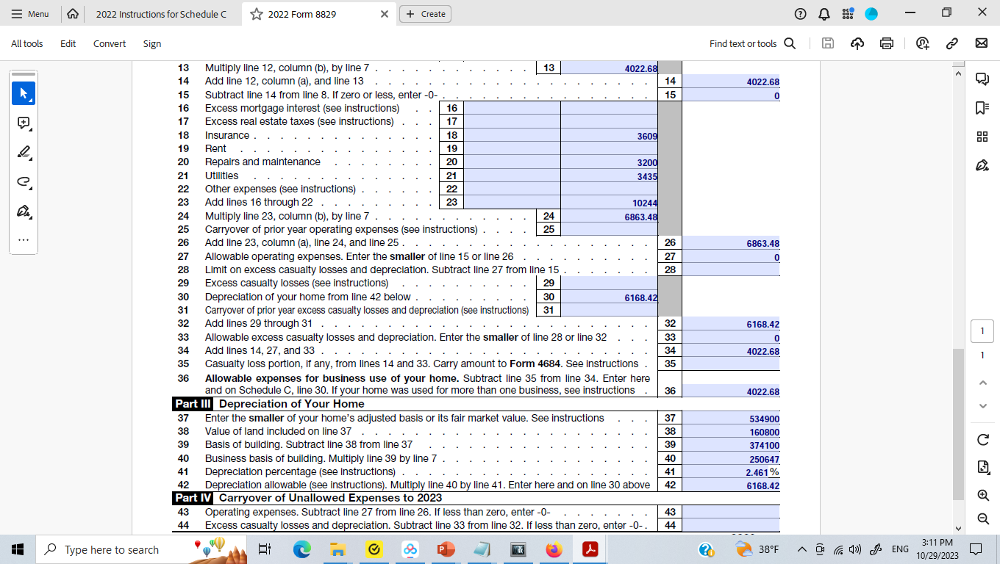 Menu 2022 Instructions for Schedule C 2022 Form 8829 + Create
All tools Edit Convert Sign Find text or tools
13 Multiply line 12, column (b), by line 7 . . . . . . . . . . . . 13 4022.68
14 Add line 12, column (a), and line 13 . . . . . . . . . . . . . . . . . . . . . 14 4022.68
15 Subtract line 14 from line 8. If zero or less, enter -0- . . . . . . . . . . . . . . . . 15 0
16 Excess mortgage interest (see instructions) . . 16
17 Excess real estate taxes (see instructions) . . . 17
18 Insurance . . . . . . . . . . . . . . 18 3609
19 Rent . . . . . . . . . . . . . . . 19
20 Repairs and maintenance . . . . . . . . 20 3200
21 Utilities . . . . . . . . . . . . . . 21 3435
22 Other expenses (see instructions) . . . . . . 22
23 Add lines 16 through 22 . . . . . . . . . 23 10244
24 Multiply line 23, column (b), by line 7 . . . . . . . . . . . . 24 6863.48
25 Carryover of prior year operating expenses (see instructions) . . . . 25
26 Add line 23, column (a), line 24, and line 25 . . . . . . . . . . . . . . . . . . . 26 6863.48
27 Allowable operating expenses. Enter the smaller of line 15 or line 26 . . . . . . . . . . 27 0
28 Limit on excess casualty losses and depreciation. Subtract line 27 from line 15 . . . . . . . 28
29 Excess casualty losses (see instructions) . . . . . . . . . . 29
30 Depreciation of your home from line 42 below . . . . . . . . . 30 6168.42
31 Carryover of prior year excess casualty losses and depreciation (see instructions) 31
32 Add lines 29 through 31 . . . . . . . . . . . . . . . . . . . . . . . . 32 6168.42
33 Allowable excess casualty losses and depreciation. Enter the smaller of line 28 or line 32 . . . 33 0
34 Add lines 14, 27, and 33 . . . . . . . . . . . . . . . . . . . . . . . . 34 4022.68
35 Casualty loss portion, if any, from lines 14 and 33. Carry amount to Form 4684. See instructions . 35
36 Allowable expenses for business use of your home. Subtract line 35 from line 34. Enter here
and on Schedule C, line 30. If your home was used for more than one business, see instructions . 36 4022.68
Part III Depreciation of Your Home
37 Enter the smaller of your home's adjusted basis or its fair market value. See instructions . . . 37 534900
38 Value of land included on line 37 . . . . . . . . . . . . . . . . . . . . . . 38 160800
39 Basis of building. Subtract line 38 from line 37 . . . . . . . . . . . . . . . . . 39 374100
40 Business basis of building. Multiply line 39 by line 7 . . . . . . . . . . . . . . . . 40 250647
41 Depreciation percentage (see instructions) . . . . . . . . . . . . . . . . . . . 41 2.461 %
42 Depreciation allowable (see instructions). Multiply line 40 by line 41. Enter here and on line 30 above 42 6168.42
Part IV Carryover of Unallowed Expenses to 2023
43 Operating expenses. Subtract line 27 from line 26. If less than zero, enter -0- . . . . . . . 43
44 Excess casualty losses and depreciation. Subtract line 33 from line 32. If less than zero, enter -0- . 44
1
1
Type here to search 38°F ENG 3:11 PM
10/29/2023